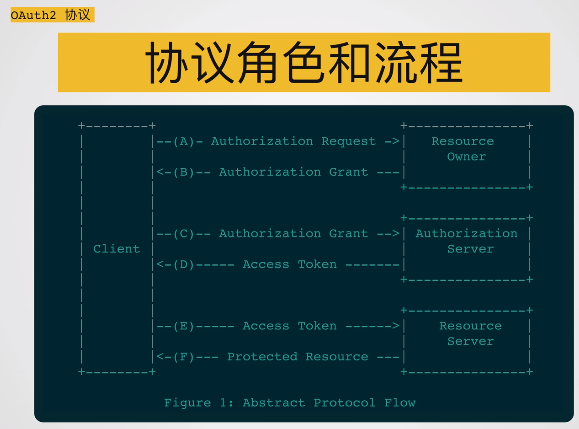 OAuth2 协议
协议角色和流程
+--------+                               +---------------+
|        |--(A)- Authorization Request ->|   Resource    |
|        |                               |     Owner     |
|        |<-(B)-- Authorization Grant ---|               |
|        |                               +---------------+
|        |
|        |                               +---------------+
|        |--(C)-- Authorization Grant -->| Authorization |
| Client |                               |     Server    |
|        |<-(D)----- Access Token -------|               |
|        |                               +---------------+
|        |
|        |                               +---------------+
|        |--(E)----- Access Token ------>|    Resource   |
|        |                               |     Server    |
|        |<-(F)--- Protected Resource ---|               |
+--------+                               +---------------+
Figure 1: Abstract Protocol Flow